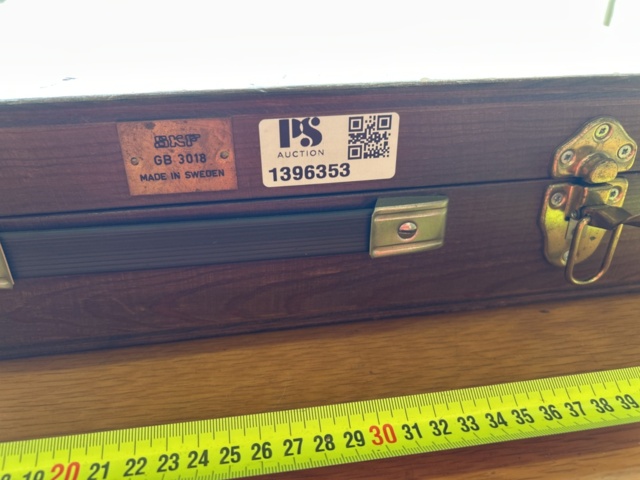 SKF
GB 3018
MADE IN SWEDEN
PS
AUCTION
1396353
19 20 21 22 23 24 25 26 27 28 29 30 31 32 33 34 35 36 37 38 39